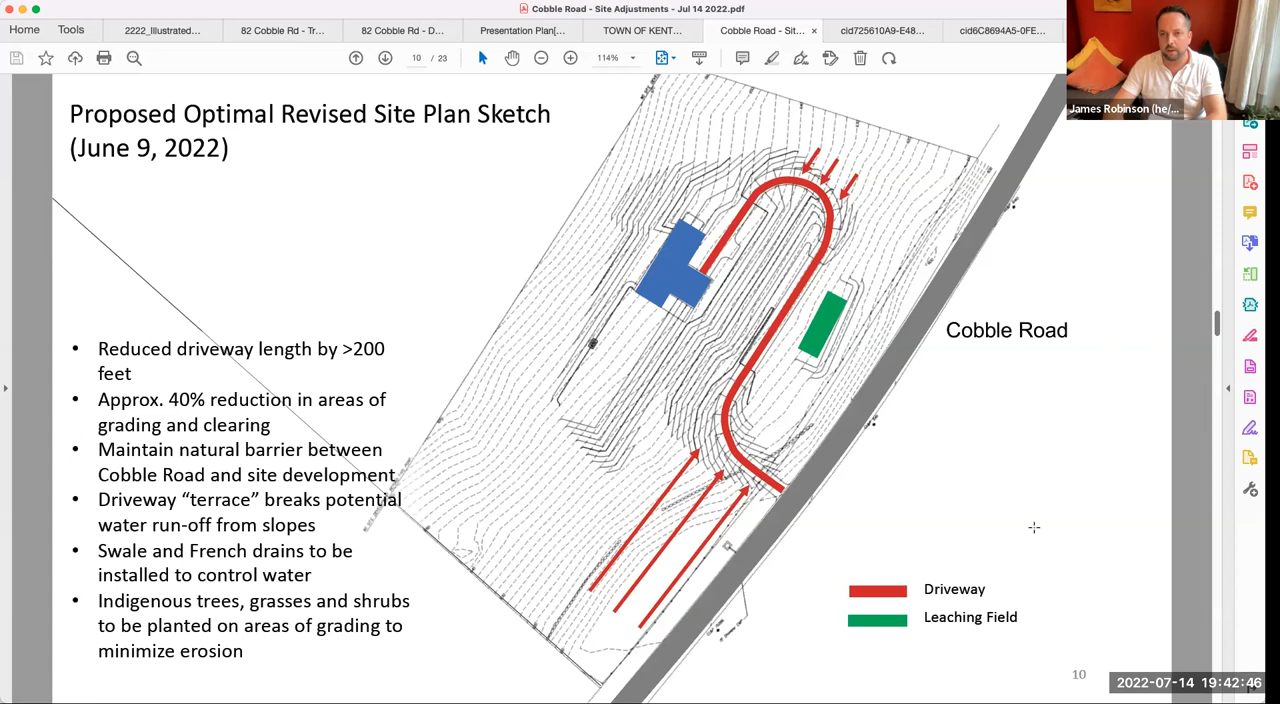 Cobble Road - Site Adjustments - Jul 14 2022.pdf
Home
Tools
2222_Illustrated...
82 Cobble Rd - Tr...
82 Cobble Rd - D...
Presentation Plan[...
TOWN OF KENT...
Cobble Road - Sit... ×
cid725610A9-E48...
cid6C8694A5-0FE...
10 / 23
114%
James Robinson (he/...
Proposed Optimal Revised Site Plan Sketch
(June 9, 2022)
• Reduced driveway length by >200
feet
• Approx. 40% reduction in areas of
grading and clearing
• Maintain natural barrier between
Cobble Road and site development
• Driveway “terrace” breaks potential
water run-off from slopes
• Swale and French drains to be
installed to control water
• Indigenous trees, grasses and shrubs
to be planted on areas of grading to
minimize erosion
Cobble Road
Driveway
Leaching Field
10
2022-07-14 19:42:46